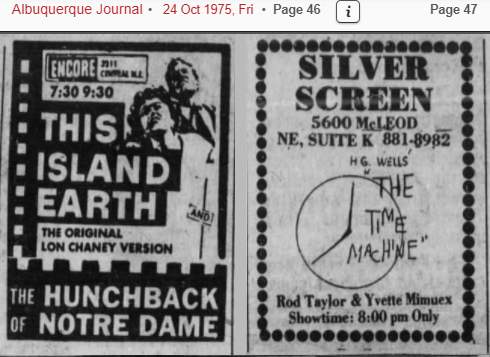 Albuquerque Journal • 24 Oct 1975, Fri • Page 46 i Page 47
ENCORE 3211 CENTRAL N.E.
7:30 9:30
THIS
ISLAND
EARTH
AND
THE ORIGINAL
LON CHANEY VERSION
THE HUNCHBACK
OF NOTRE DAME
SILVER
SCREEN
5600 McLEOD
NE, SUITE K 881-8982
H.G. WELLS'
"THE
TIME
MACHINE"
Rod Taylor & Yvette Mimuex
Showtime: 8:00 pm Only